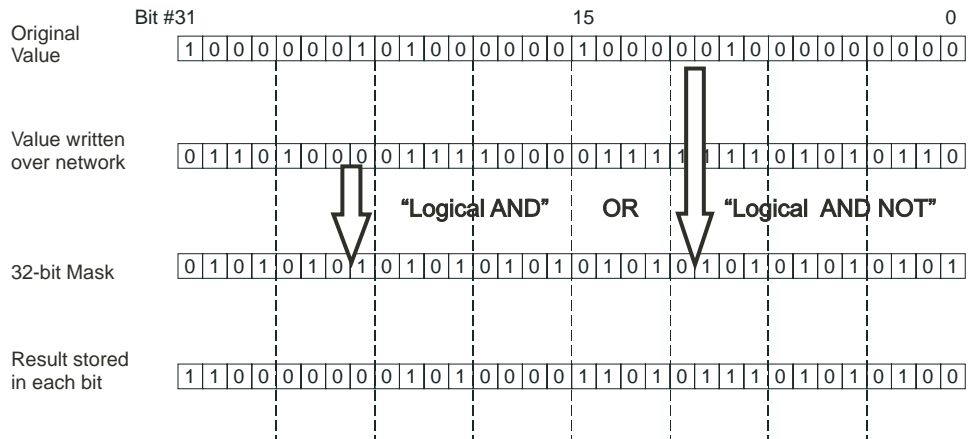 Bit #31 15 0
Original
Value
1 0 0 0 0 0 0 1 0 1 0 0 0 0 0 0 1 0 0 0 0 0 1 0 0 0 0 0 0 0 0 0
Value written
over network
0 1 1 0 1 0 0 0 0 1 1 1 1 0 0 0 0 1 1 1 1 1 1 1 0 1 0 1 0 1 1 0
“Logical AND” OR “Logical AND NOT”
32-bit Mask
0 1 0 1 0 1 0 1 0 1 0 1 0 1 0 1 0 1 0 1 0 1 0 1 0 1 0 1 0 1 0 1
Result stored
in each bit
1 1 0 0 0 0 0 0 0 1 0 1 0 0 0 0 1 1 0 1 0 1 1 1 0 1 0 1 0 1 0 0